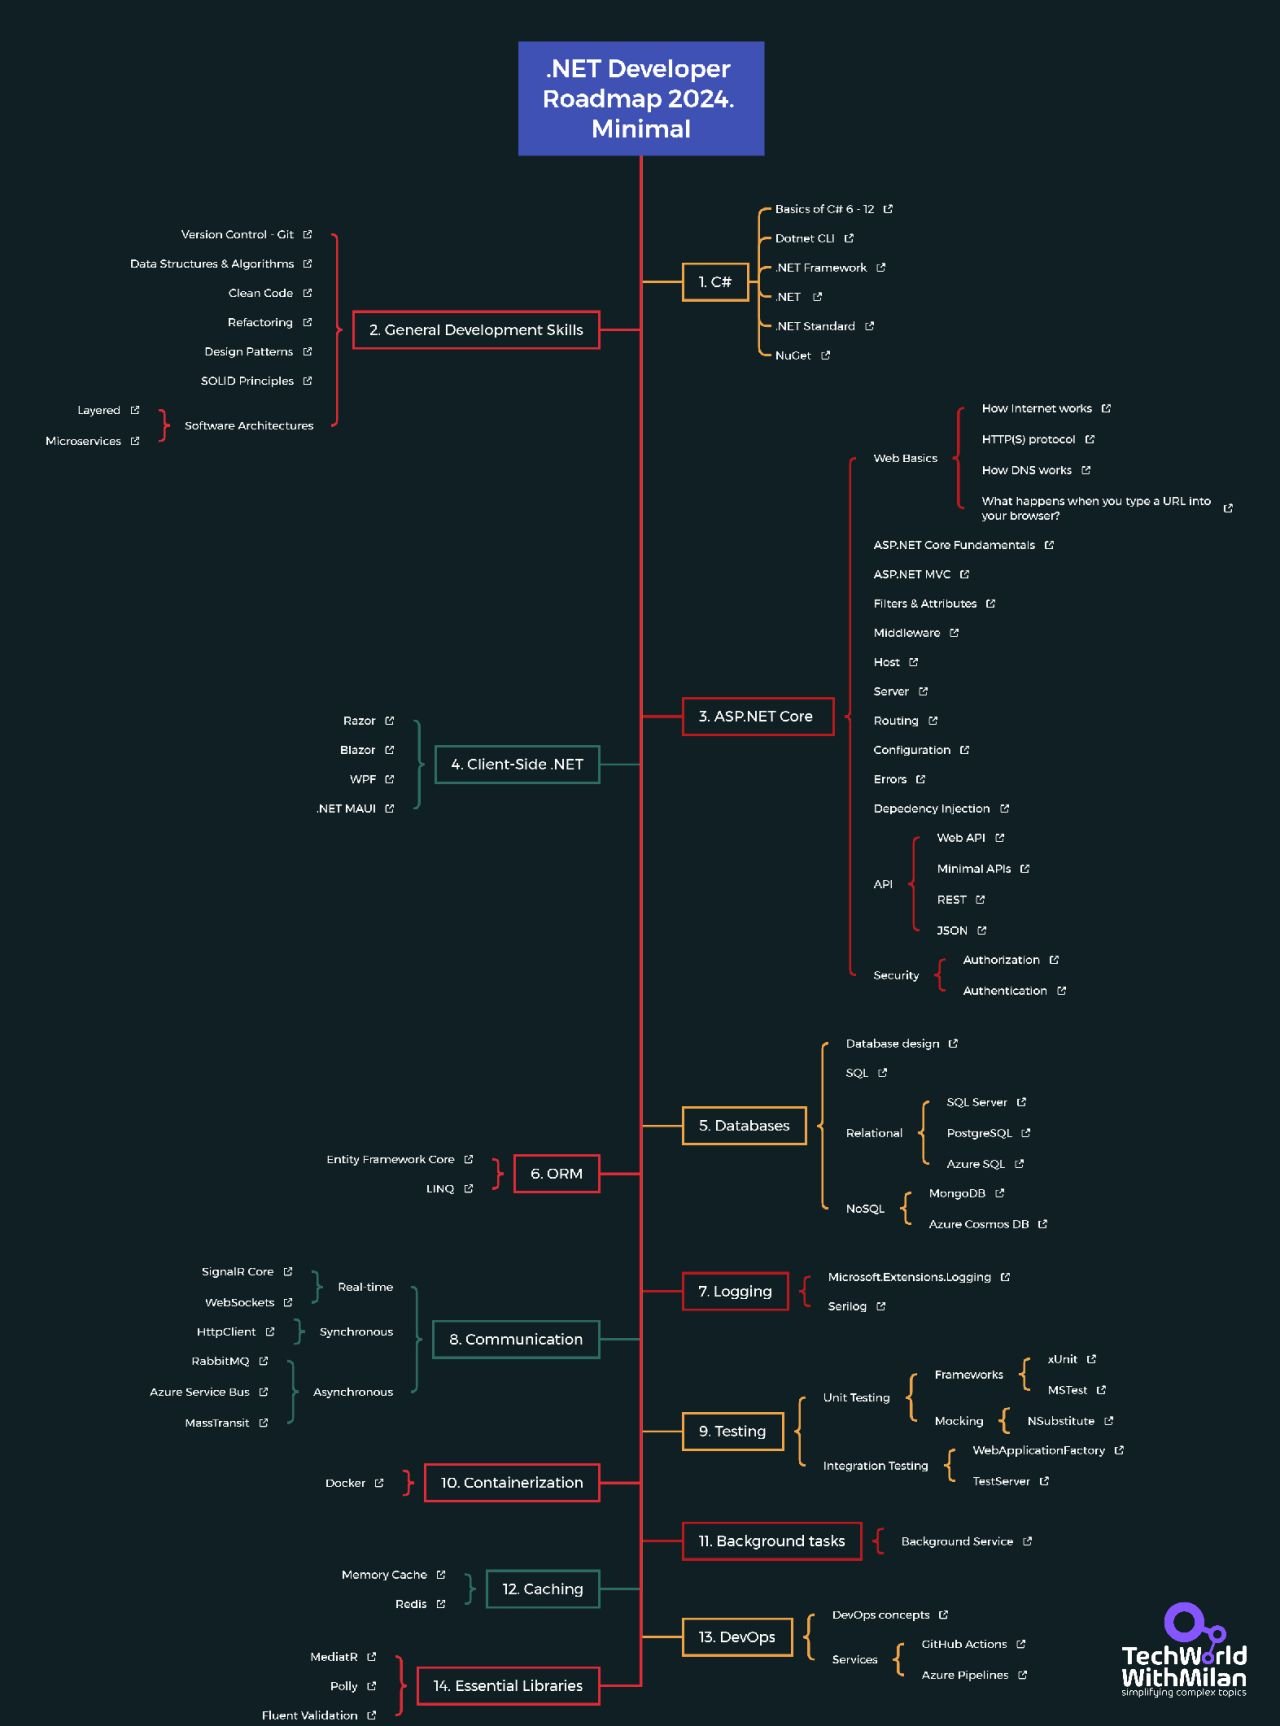 .NET Developer
Roadmap 2024.
Minimal
1. C#
Basics of C# 6 - 12
Dotnet CLI
.NET Framework
.NET
.NET Standard
NuGet
2. General Development Skills
Version Control - Git
Data Structures & Algorithms
Clean Code
Refactoring
Design Patterns
SOLID Principles
Software Architectures
Layered
Microservices
3. ASP.NET Core
Web Basics
How Internet works
HTTP(S) protocol
How DNS works
What happens when you type a URL into
your browser?
ASP.NET Core Fundamentals
ASP.NET MVC
Filters & Attributes
Middleware
Host
Server
Routing
Configuration
Errors
Depedency Injection
API
Web API
Minimal APIs
REST
JSON
Security
Authorization
Authentication
4. Client-Side .NET
Razor
Blazor
WPF
.NET MAUI
5. Databases
Database design
SQL
Relational
SQL Server
PostgreSQL
Azure SQL
NoSQL
MongoDB
Azure Cosmos DB
6. ORM
Entity Framework Core
LINQ
7. Logging
Microsoft.Extensions.Logging
Serilog
8. Communication
Real-time
SignalR Core
WebSockets
Synchronous
HttpClient
Asynchronous
RabbitMQ
Azure Service Bus
MassTransit
9. Testing
Unit Testing
Frameworks
xUnit
MSTest
Mocking
NSubstitute
Integration Testing
WebApplicationFactory
TestServer
10. Containerization
Docker
11. Background tasks
Background Service
12. Caching
Memory Cache
Redis
13. DevOps
DevOps concepts
Services
GitHub Actions
Azure Pipelines
14. Essential Libraries
MediatR
Polly
Fluent Validation
TechWorld
WithMilan
simplifying complex topics